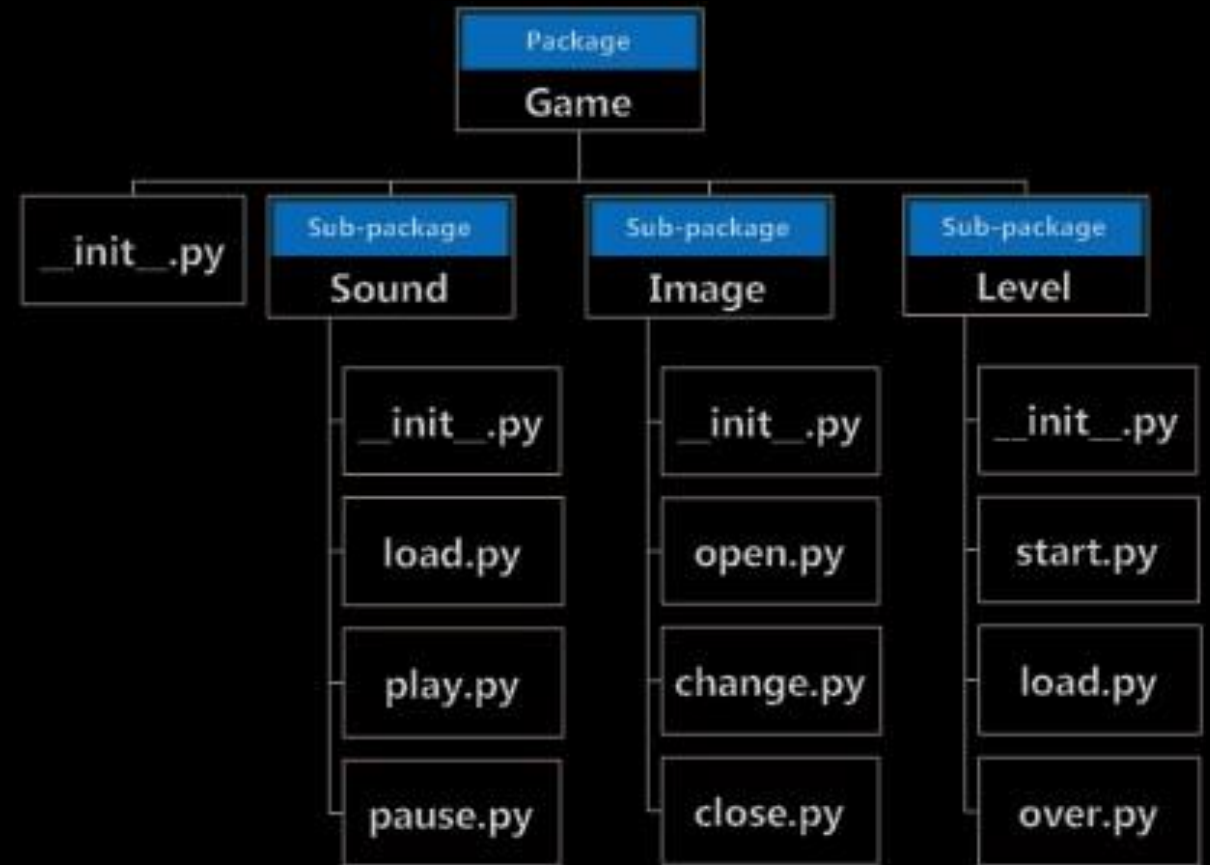 Package
Game
__init__.py
Sub-package
Sound
__init__.py
load.py
play.py
pause.py
Sub-package
Image
__init__.py
open.py
change.py
close.py
Sub-package
Level
__init__.py
start.py
load.py
over.py